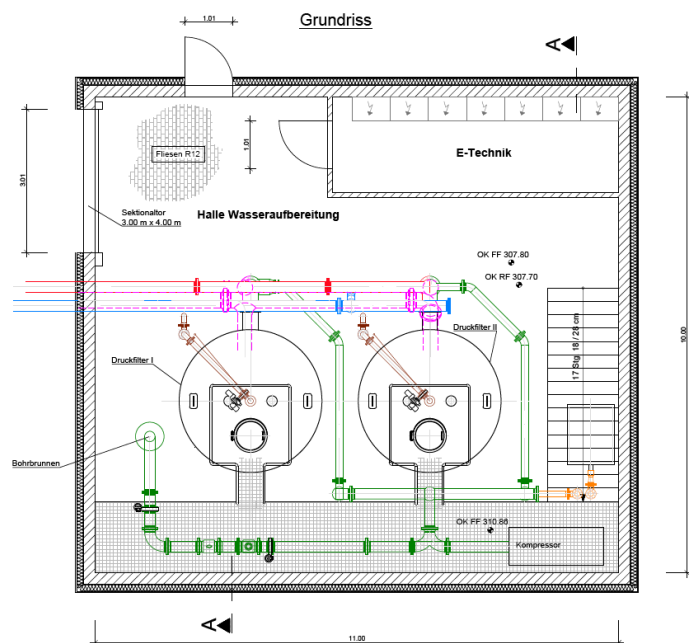 Grundriss
1.01
A
Fliesen R12
1.01
E-Technik
3.01
Sektionaltor
3.00 m x 4.00 m
Halle Wasseraufbereitung
OK FF 307.80
OK RF 307.70
Druckfilter I
Druckfilter II
17 Stg. 18 / 28 cm
10.00
Bohrbrunnen
OK FF 310.86
Kompressor
A
11.00